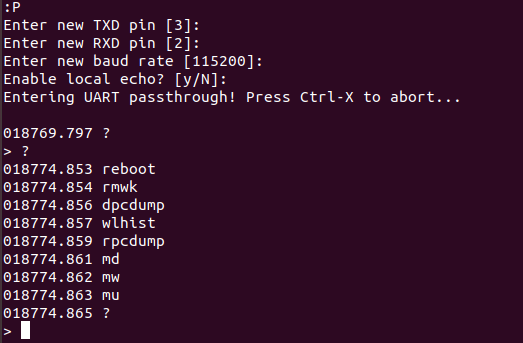 :P
Enter new TXD pin [3]:
Enter new RXD pin [2]:
Enter new baud rate [115200]:
Enable local echo? [y/N]:
Entering UART passthrough! Press Ctrl-X to abort...
018769.797 ?
> ?
018774.853 reboot
018774.854 rmwk
018774.856 dpcdump
018774.857 wlhist
018774.859 rpcdump
018774.861 md
018774.862 mw
018774.863 mu
018774.865 ?
>